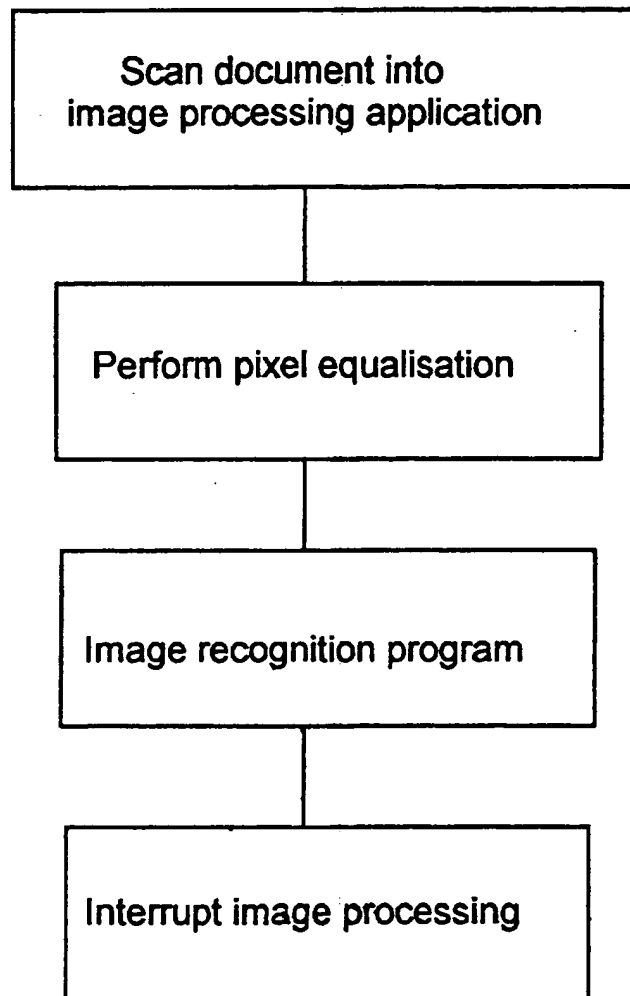 Scan document into
image processing application
Perform pixel equalisation
Image recognition program
Interrupt image processing